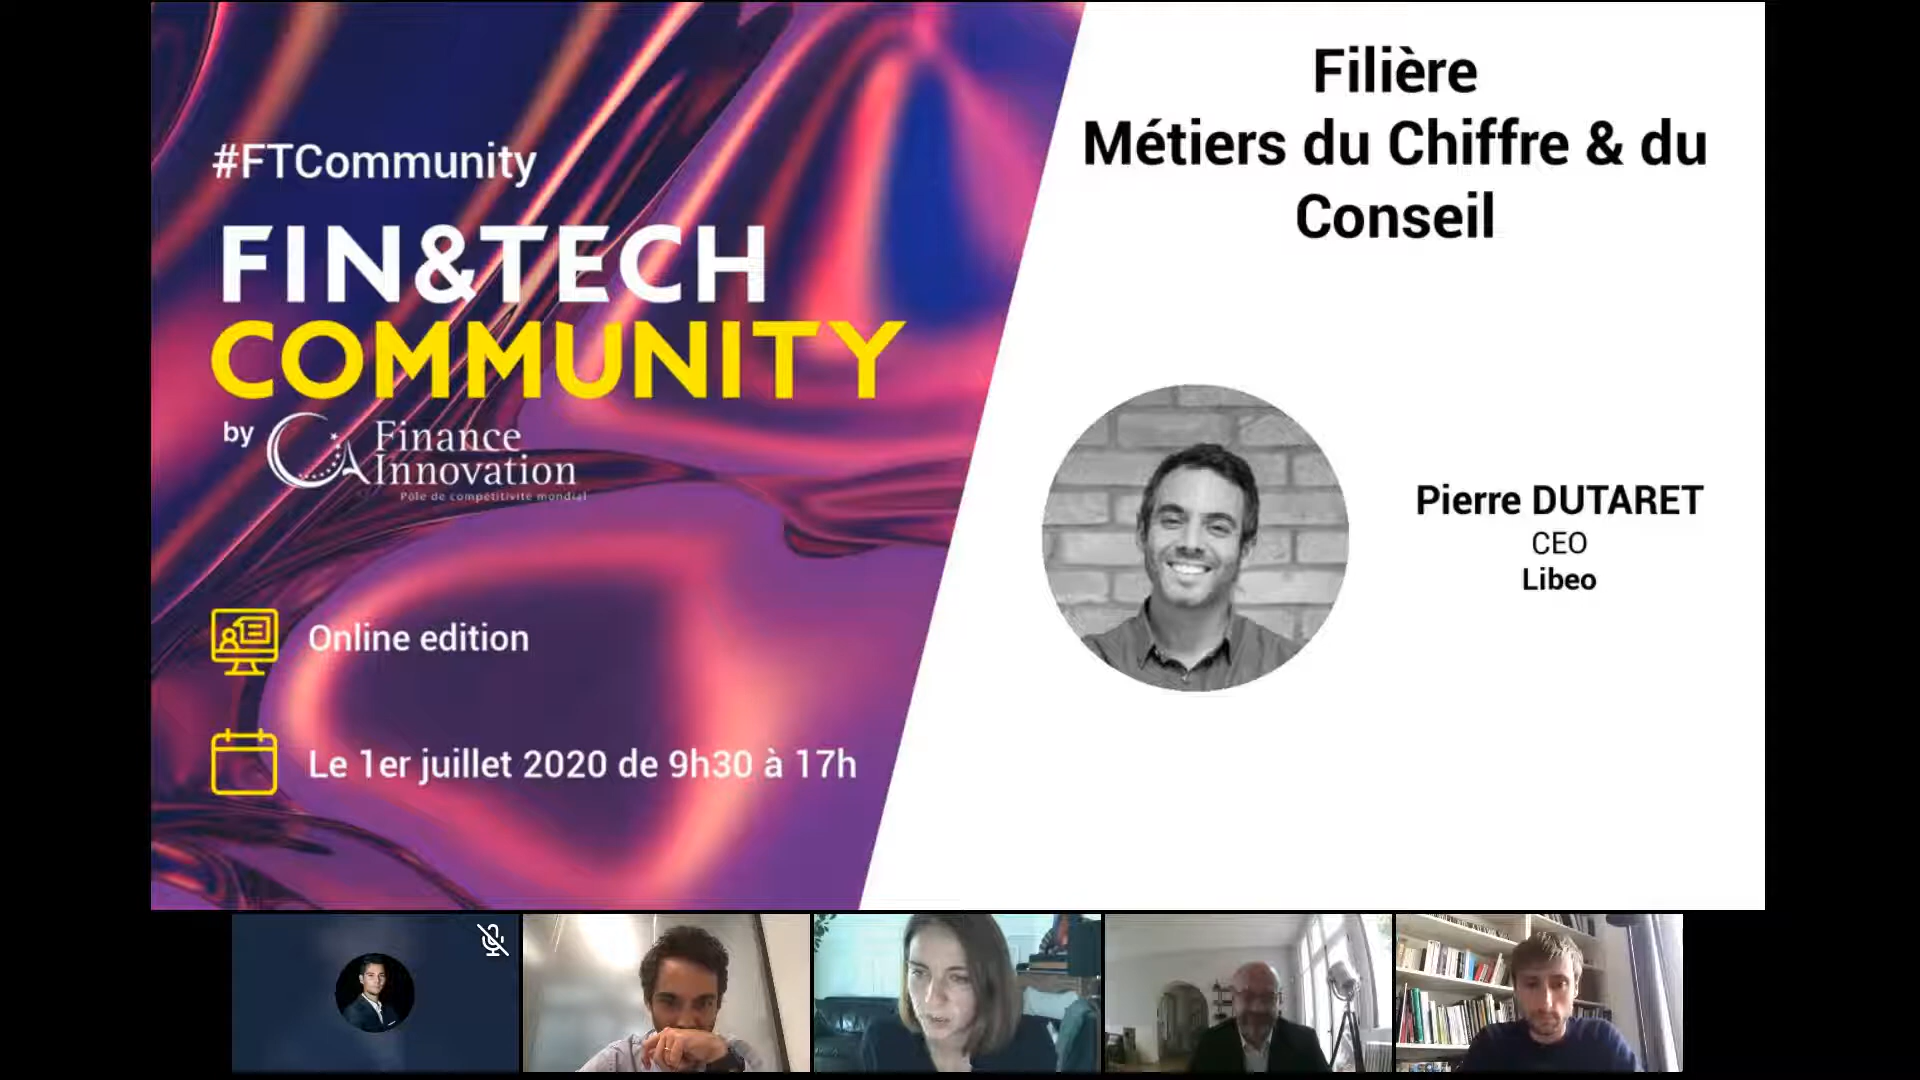 #FTCommunity
FIN&TECH
COMMUNITY
by
Finance
Innovation
Pôle de compétitivité mondial
Online edition
Le 1er juillet 2020 de 9h30 à 17h
Filière
Métiers du Chiffre & du
Conseil
Pierre DUTARET
CEO
Libeo